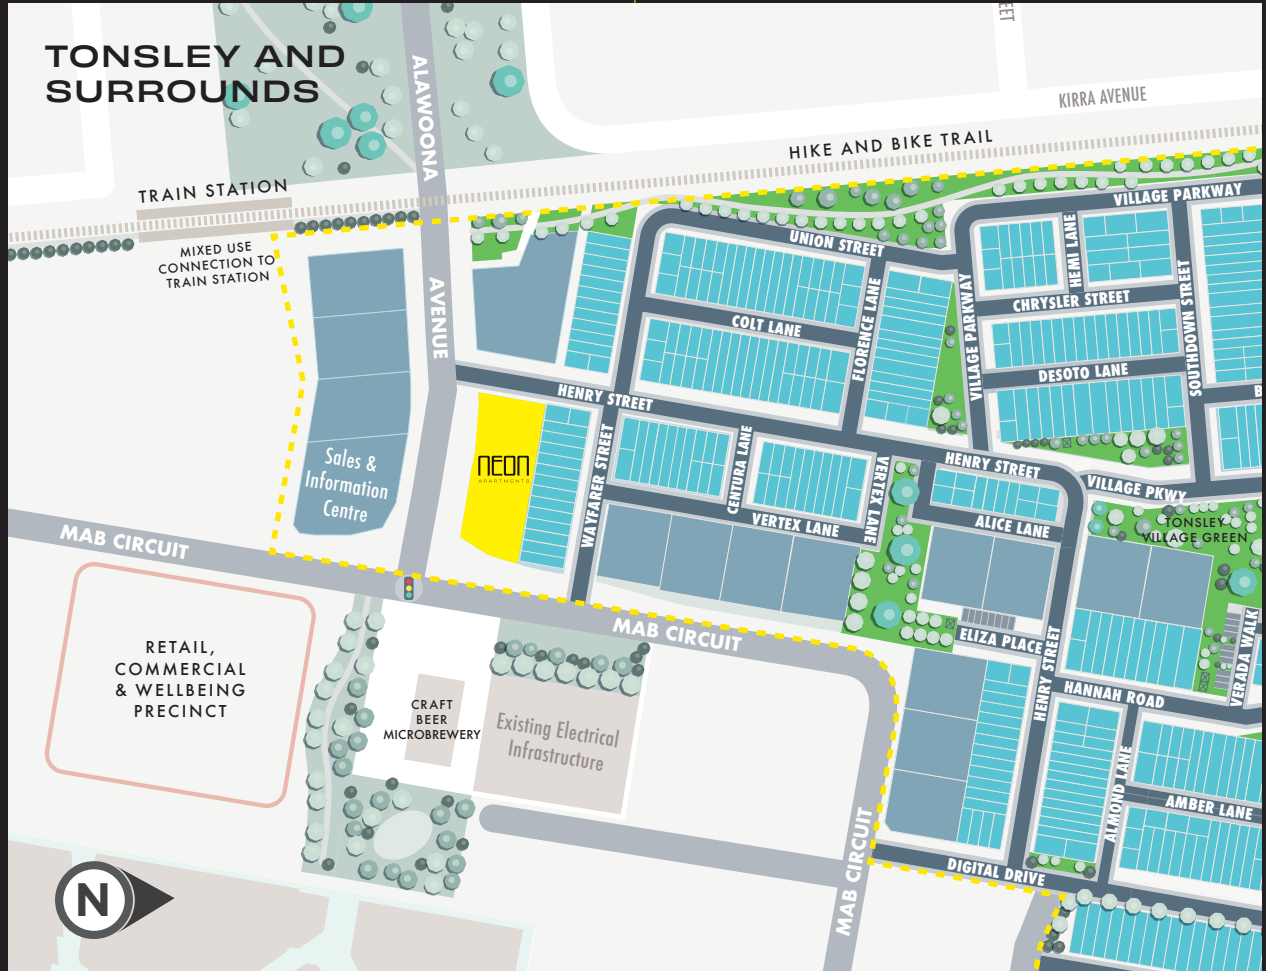 TONSLEY AND
SURROUNDS
ALAWOONA
AVENUE
KIRRA AVENUE
HIKE AND BIKE TRAIL
TRAIN STATION
MIXED USE
CONNECTION TO
TRAIN STATION
VILLAGE PARKWAY
UNION STREET
HEMI LANE
CHRYSLER STREET
COLT LANE
FLORENCE LANE
VILLAGE PARKWAY
SOUTHDOWN STREET
DESOTO LANE
HENRY STREET
NEON
APARTMENTS
Sales &
Information
Centre
WAYFARER STREET
CENTURA LANE
VERTEX LANE
VERTEX LANE
HENRY STREET
VILLAGE PKWY
ALICE LANE
TONSLEY
VILLAGE GREEN
MAB CIRCUIT
MAB CIRCUIT
ELIZA PLACE
HENRY STREET
VERADA WALK
HANNAH ROAD
RETAIL,
COMMERCIAL
& WELLBEING
PRECINCT
CRAFT
BEER
MICROBREWERY
Existing Electrical
Infrastructure
ALMOND LANE
AMBER LANE
MAB CIRCUIT
DIGITAL DRIVE
N